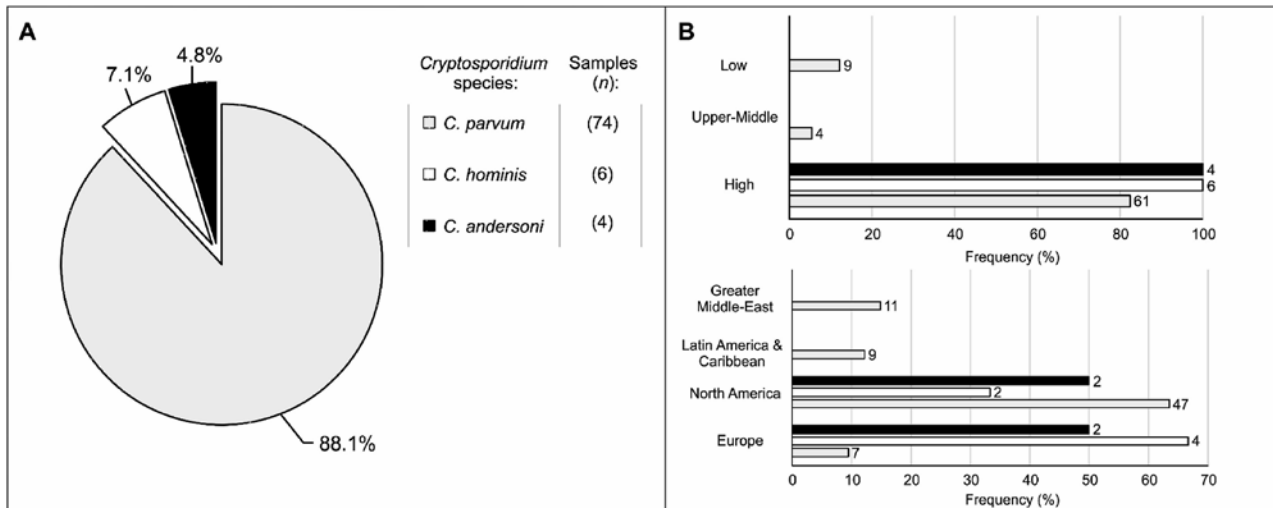 A
4.8%
7.1%
88.1%
Cryptosporidium Samples
species: (n):
C. parvum (74)
C. hominis (6)
C. andersoni (4)
B
Low 9
Upper-Middle 4
High 4
6
61
0 20 40 60 80 100
Frequency (%)
Greater
Middle-East 11
Latin America &
Caribbean 9
North America 2
2
47
Europe 2
4
7
0 10 20 30 40 50 60 70
Frequency (%)